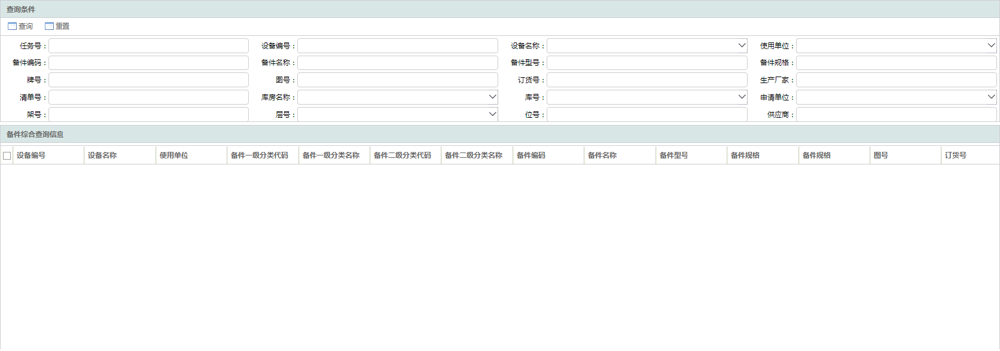 查询条件
查询 重置
任务号： 设备编号： 设备名称： 使用单位：
备件编码： 备件名称： 备件型号： 备件规格：
牌号： 图号： 订货号： 生产厂家：
清单号： 库房名称： 库号： 申请单位：
架号： 层号： 位号： 供应商：
备件综合查询信息
设备编号 设备名称 使用单位 备件一级分类代码 备件一级分类名称 备件二级分类代码 备件二级分类名称 备件编码 备件名称 备件型号 备件规格 备件规格 图号 订货号